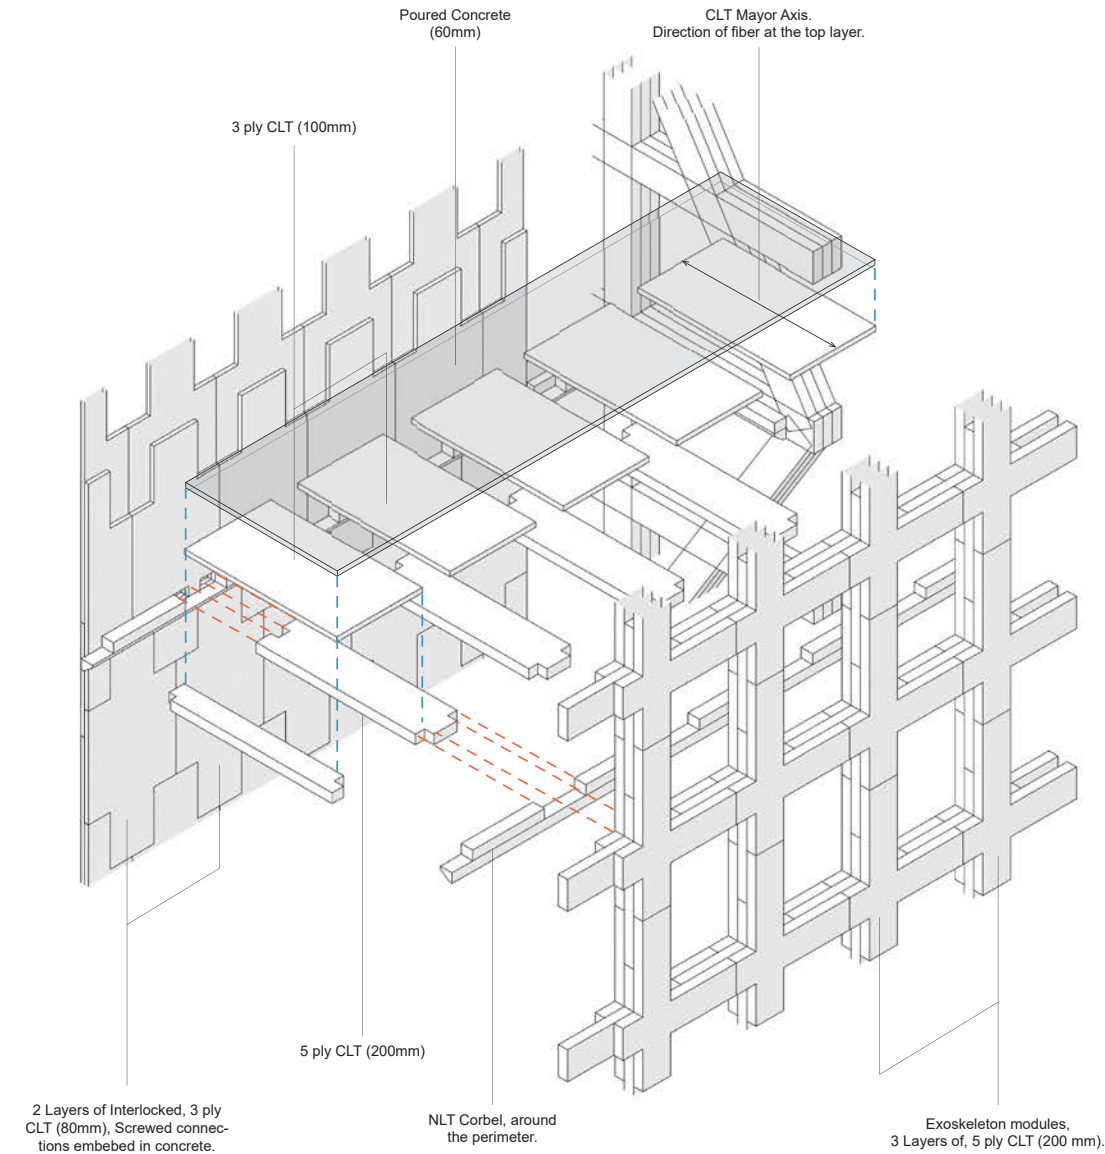 Poured Concrete
(60mm)
CLT Mayor Axis.
Direction of fiber at the top layer.
3 ply CLT (100mm)
5 ply CLT (200mm)
2 Layers of Interlocked, 3 ply
CLT (80mm), Screwed connec-
tions embebed in concrete.
NLT Corbel, around
the perimeter.
Exoskeleton modules,
3 Layers of, 5 ply CLT (200 mm).